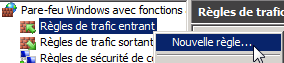 Pare-feu Windows avec fonctions
Règles de trafic
Règles de trafic entrant
Nouvelle règle...
Règles de trafic sortant
Règles de sécurité de c